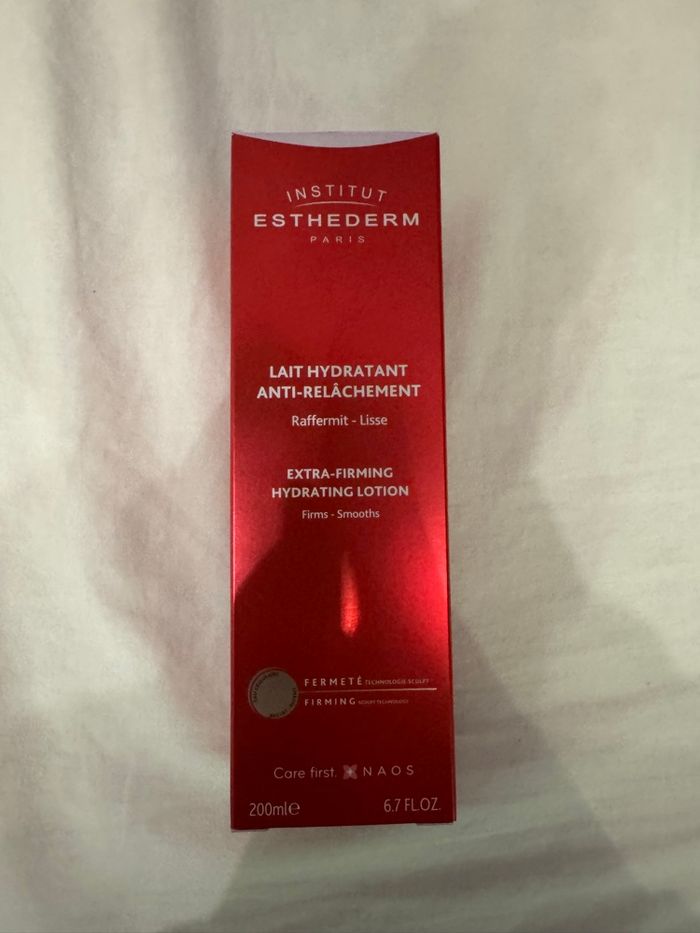 INSTITUT
ESTHEDERM
PARIS
LAIT HYDRATANT
ANTI-RELÂCHEMENT
Raffermit - Lisse
EXTRA-FIRMING
HYDRATING LOTION
Firms - Smooths
FERMETÉ TECHNOLOGIE SCULPT
FIRMING SCULPT TECHNOLOGY
Care first. NAOS
200ml℮
6.7 FL.OZ.